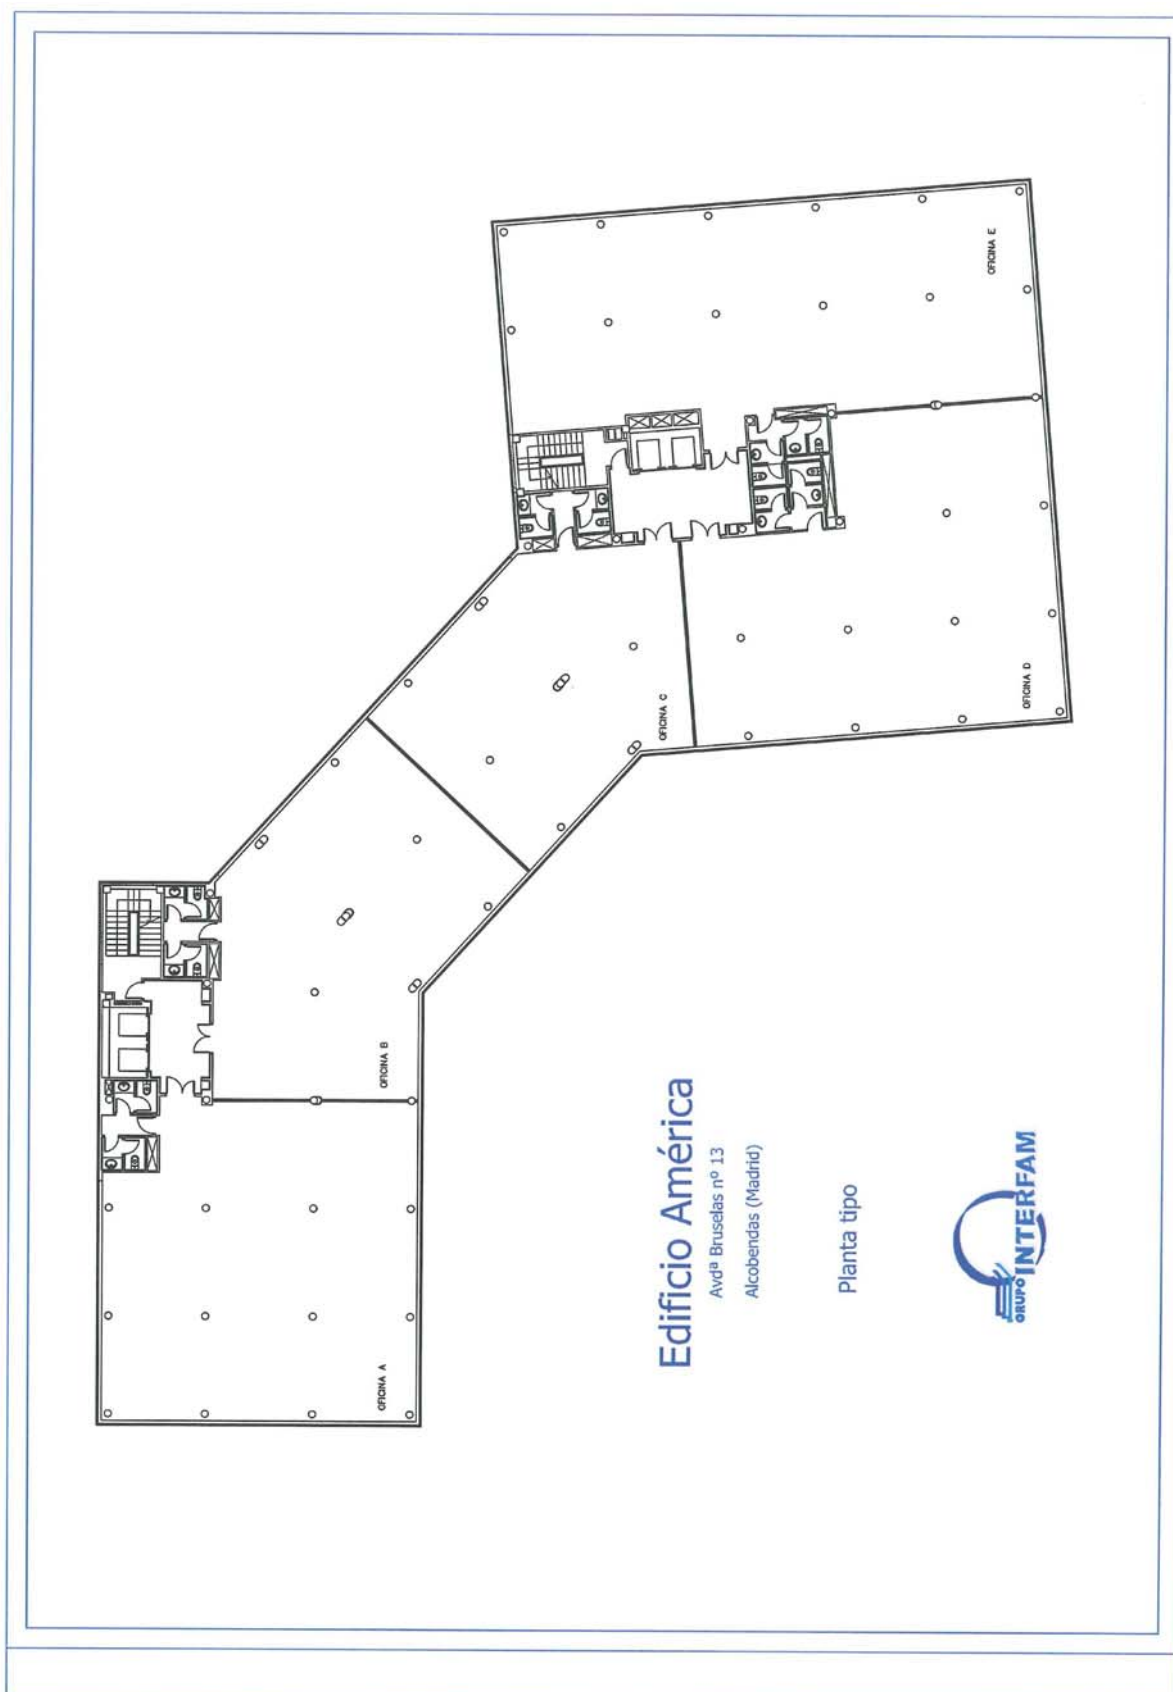 OFICINA A
OFICINA B
OFICINA C
OFICINA D
OFICINA E
Edificio América
Avdª Bruselas nº 13
Alcobendas (Madrid)
Planta tipo
GRUPO INTERFAM